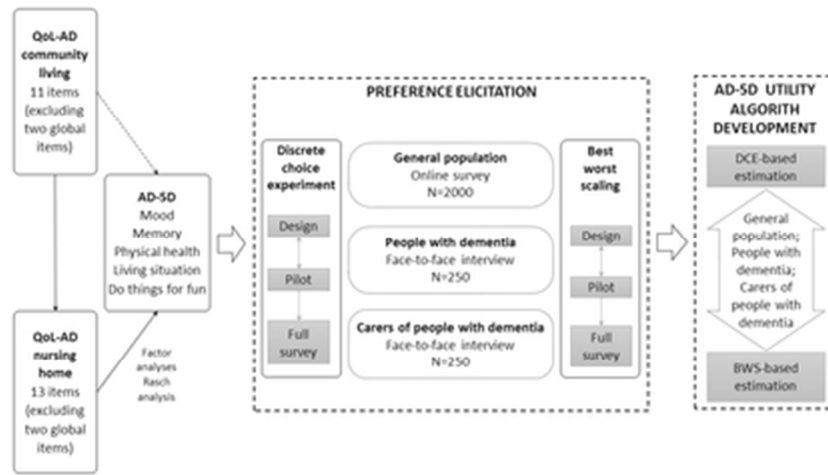 QoL-AD
community
living
11 items
(excluding
two global
items)
QoL-AD
nursing
home
13 items
(excluding
two global
items)
AD-5D
Mood
Memory
Physical health
Living situation
Do things for fun
Factor
analyses
Rasch
analysis
PREFERENCE ELICITATION
Discrete
choice
experiment
Design
Pilot
Full
survey
General population
Online survey
N=2000
People with dementia
Face-to-face interview
N=250
Carers of people with dementia
Face-to-face interview
N=250
Best
worst
scaling
Design
Pilot
Full
survey
AD-5D UTILITY
ALGORITH
DEVELOPMENT
DCE-based
estimation
General
population;
People with
dementia;
Carers of
people with
dementia
BWS-based
estimation